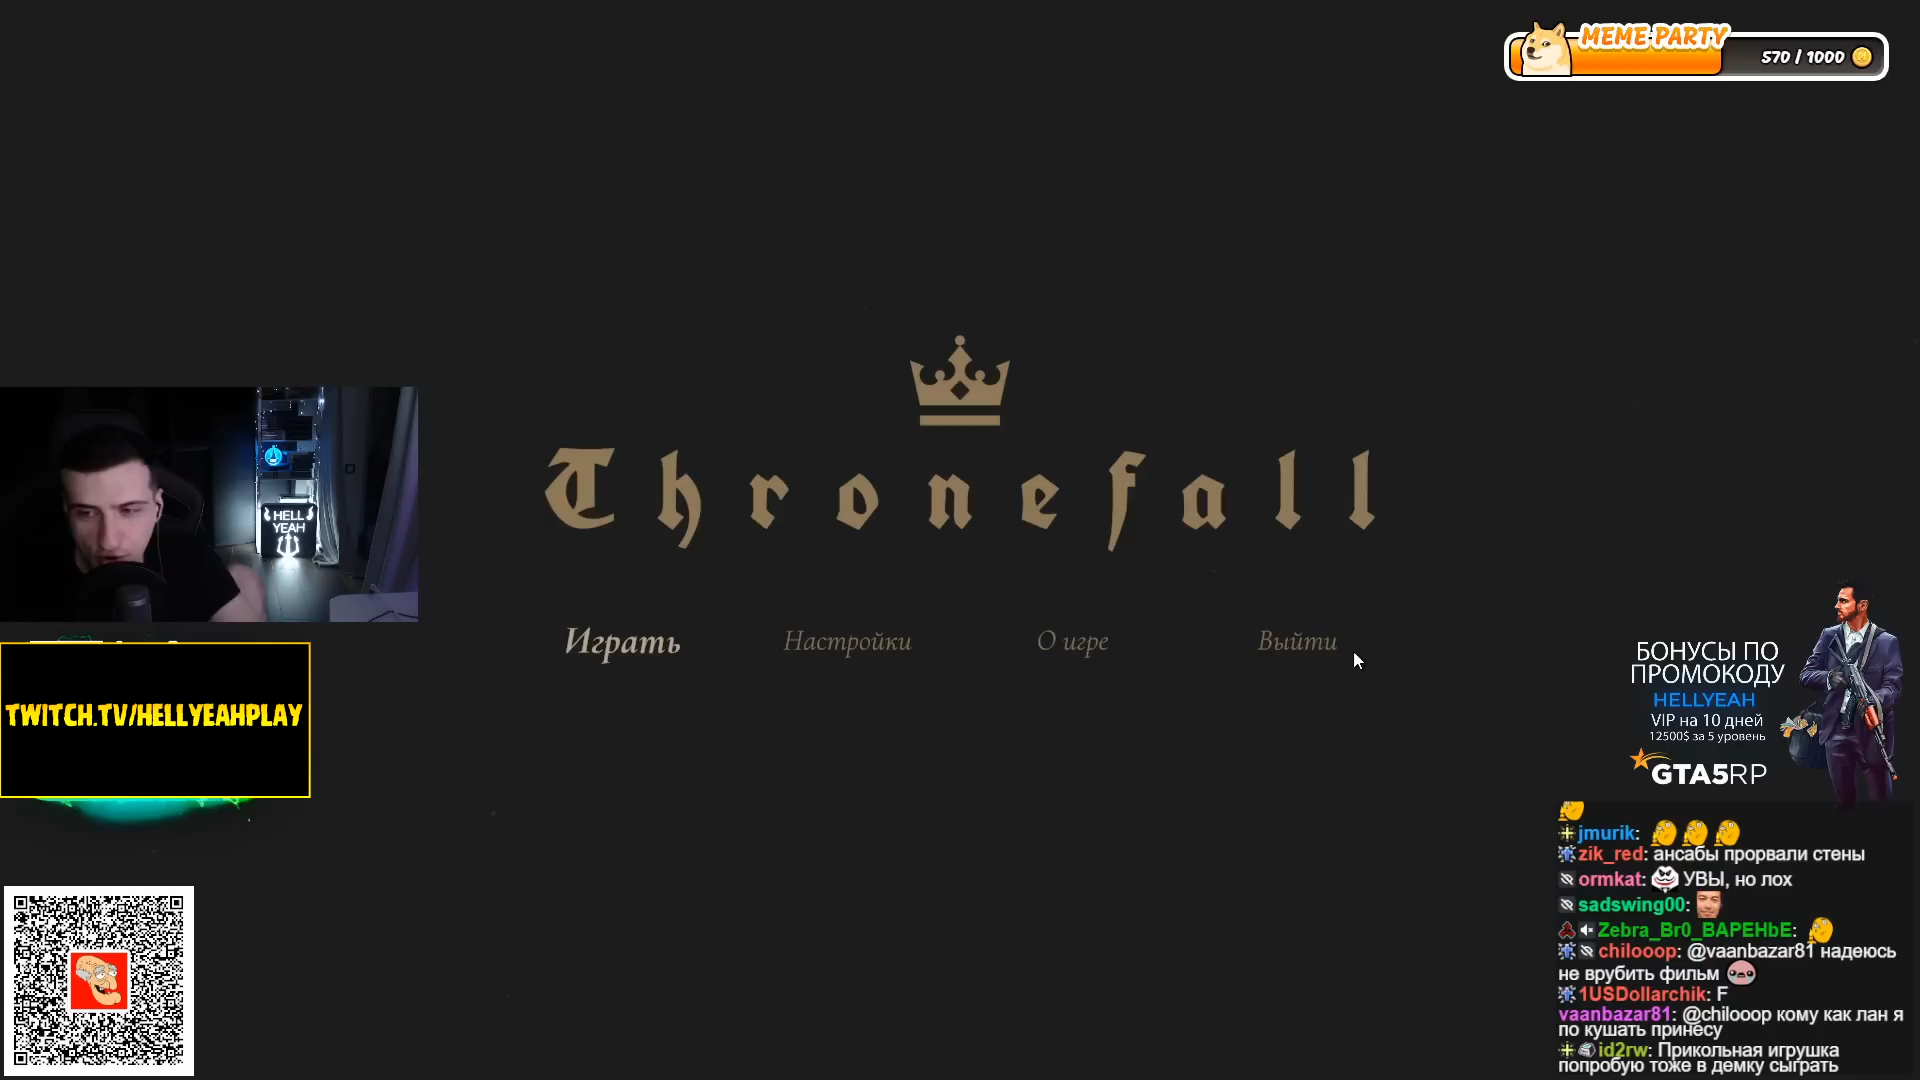 MEME PARTY
570 / 1000
Thronefall
HELL
YEAH
Играть
Настройки
О игре
Выйти
TWITCH.TV/HELLYEAHPLAY
БОНУСЫ ПО
ПРОМОКОДУ
HELLYEAH
VIP на 10 дней
12500$ за 5 уровень
GTA5RP
jmurik:
zik_red: ансабы прорвали стены
ormkat: УВЫ, но лох
sadswing00:
Zebra_Br0_BAPEHbE:
chilooop: @vaanbazar81 надеюсь
не врубить фильм
1USDollarchik: F
vaanbazar81: @chilooop кому как лан я
по кушать принесу
id2rw: Прикольная игрушка
попробую тоже в демку сыграть